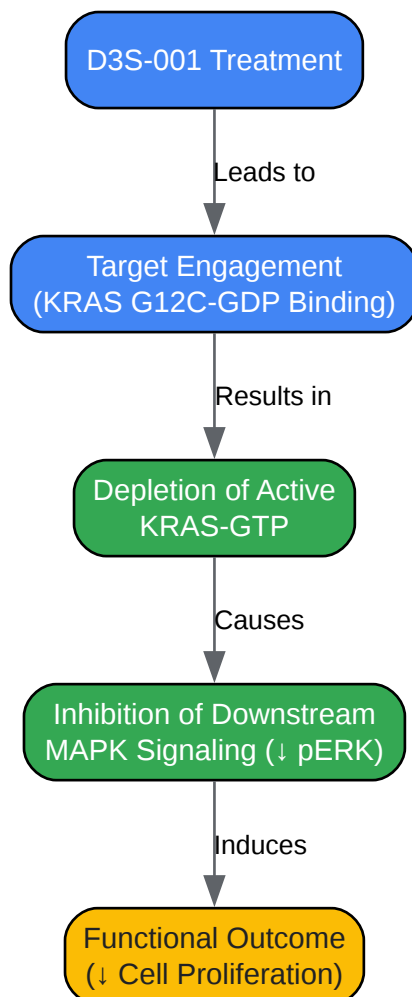 D3S-001 Treatment
Leads to
Target Engagement
(KRAS G12C-GDP Binding)
Results in
Depletion of Active
KRAS-GTP
Causes
Inhibition of Downstream
MAPK Signaling (↓ pERK)
Induces
Functional Outcome
(↓ Cell Proliferation)